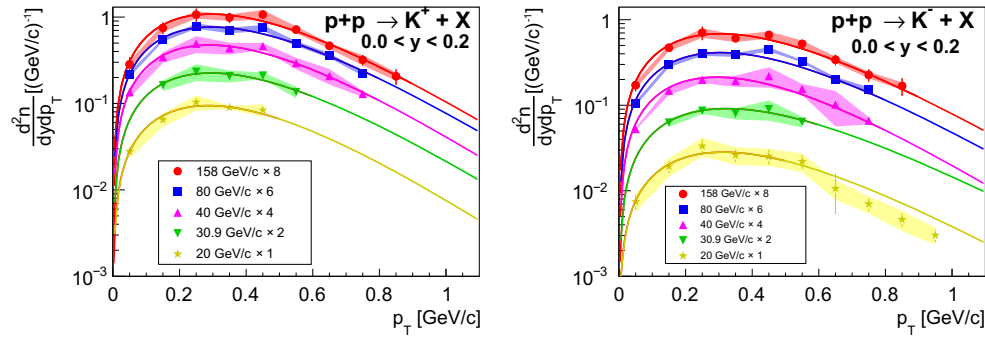 p+p → K⁺ + X
0.0 < y < 0.2
d²n/dydp_T [(GeV/c)⁻¹]
1
10⁻¹
10⁻²
10⁻³
158 GeV/c × 8
80 GeV/c × 6
40 GeV/c × 4
30.9 GeV/c × 2
20 GeV/c × 1
0 0.2 0.4 0.6 0.8 1
p_T [GeV/c]
p+p → K⁻ + X
0.0 < y < 0.2
d²n/dydp_T [(GeV/c)⁻¹]
1
10⁻¹
10⁻²
10⁻³
158 GeV/c × 8
80 GeV/c × 6
40 GeV/c × 4
30.9 GeV/c × 2
20 GeV/c × 1
0 0.2 0.4 0.6 0.8 1
p_T [GeV/c]